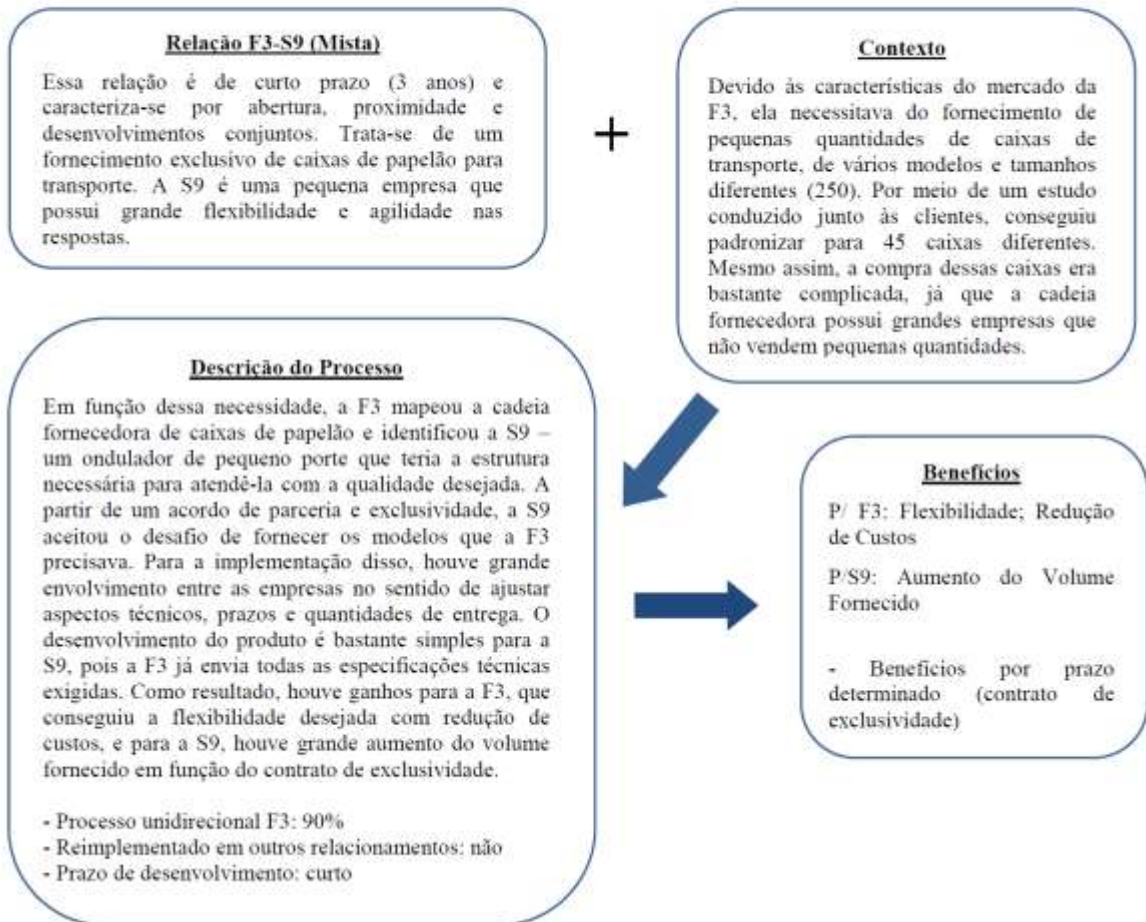 Relação F3-S9 (Mista)
Essa relação é de curto prazo (3 anos) e
caracteriza-se por abertura, proximidade e
desenvolvimentos conjuntos. Trata-se de um
fornecimento exclusivo de caixas de papelão para
transporte. A S9 é uma pequena empresa que
possui grande flexibilidade e agilidade nas
respostas.
+
Contexto
Devido às características do mercado da
F3, ela necessitava do fornecimento de
pequenas quantidades de caixas de
transporte, de vários modelos e tamanhos
diferentes (250). Por meio de um estudo
conduzido junto às clientes, conseguiu
padronizar para 45 caixas diferentes.
Mesmo assim, a compra dessas caixas era
bastante complicada, já que a cadeia
fornecedora possui grandes empresas que
não vendem pequenas quantidades.
Descrição do Processo
Em função dessa necessidade, a F3 mapeou a cadeia
fornecedora de caixas de papelão e identificou a S9 –
um ondulador de pequeno porte que teria a estrutura
necessária para atendê-la com a qualidade desejada. A
partir de um acordo de parceria e exclusividade, a S9
aceitou o desafio de fornecer os modelos que a F3
precisava. Para a implementação disso, houve grande
envolvimento entre as empresas no sentido de ajustar
aspectos técnicos, prazos e quantidades de entrega. O
desenvolvimento do produto é bastante simples para a
S9, pois a F3 já envia todas as especificações técnicas
exigidas. Como resultado, houve ganhos para a F3, que
conseguiu a flexibilidade desejada com redução de
custos, e para a S9, houve grande aumento do volume
fornecido em função do contrato de exclusividade.
- Processo unidirecional F3: 90%
- Reimplementado em outros relacionamentos: não
- Prazo de desenvolvimento: curto
Benefícios
P/ F3: Flexibilidade; Redução
de Custos
P/S9: Aumento do Volume
Fornecido
- Benefícios por prazo
determinado (contrato de
exclusividade)